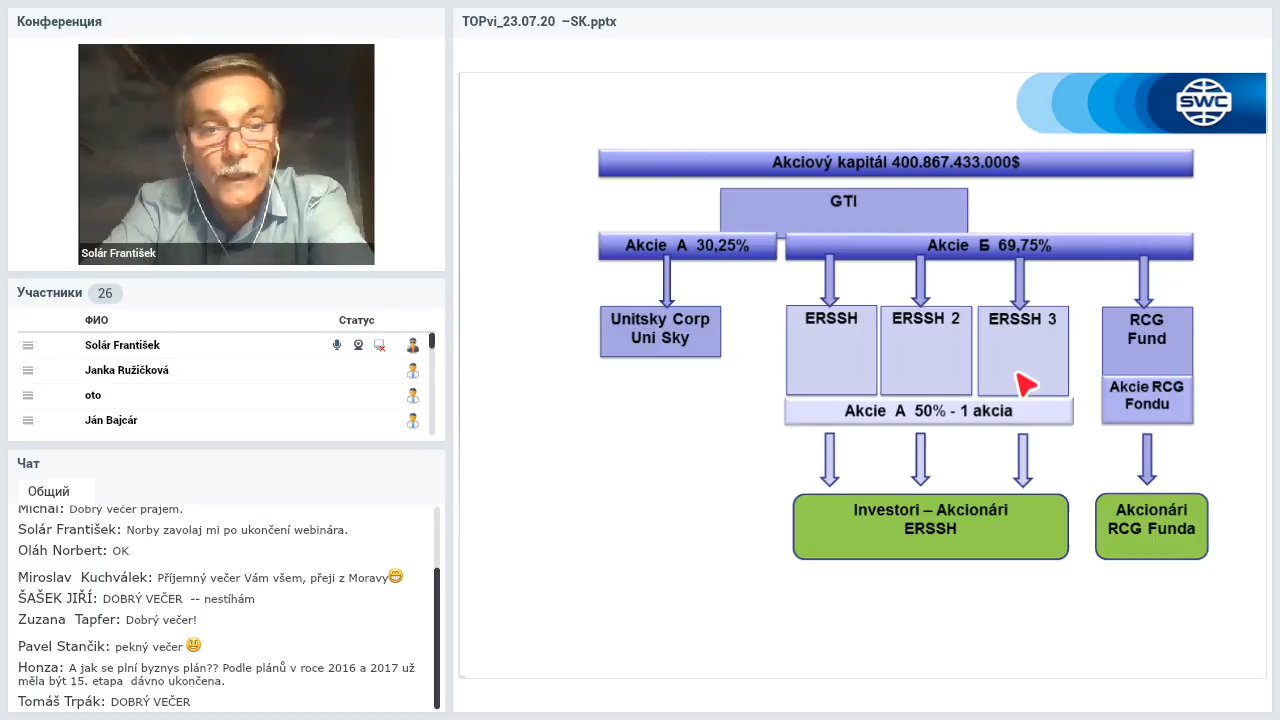 Конференция
Solár František
Участники 26
ФИО Статус
Solár František
Janka Ružičková
oto
Ján Bajcár
Чат
Общий
Michal: Dobrý večer prajem.
Solár František: Norby zavolaj mi po ukončení webinára.
Oláh Norbert: OK
Miroslav Kuchválek: Příjemný večer Vám všem, přeji z Moravy
ŠAŠEK JIŘÍ: DOBRÝ VEČER -- nestíhám
Zuzana Tapfer: Dobrý večer!
Pavel Stančik: pekný večer
Honza: A jak se plní byznys plán?? Podle plánů v roce 2016 a 2017 už
měla být 15. etapa dávno ukončena.
Tomáš Trpák: DOBRÝ VEČER
TOPvi_23.07.20 –SK.pptx
SWC
Akciový kapitál 400.867.433.000$
GTI
Akcie A 30,25%
Akcie Б 69,75%
Unitsky Corp
Uni Sky
ERSSH
ERSSH 2
ERSSH 3
RCG
Fund
Akcie RCG
Fondu
Akcie A 50% - 1 akcia
Investori – Akcionári
ERSSH
Akcionári
RCG Funda